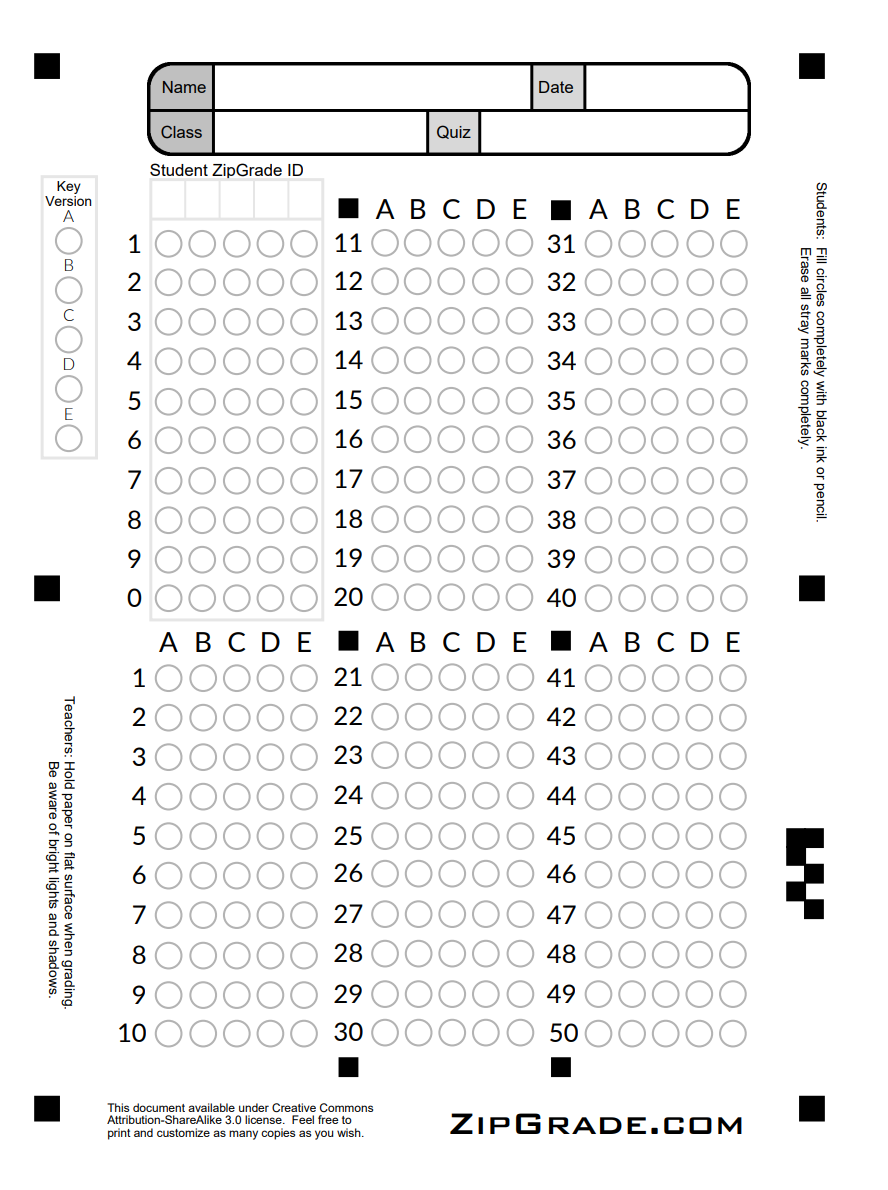 Name
Date
Class
Quiz
Student ZipGrade ID
Key
Version
A
B
C
D
E
A B C D E
A B C D E
1 11 31
2 12 32
3 13 33
4 14 34
5 15 35
6 16 36
7 17 37
8 18 38
9 19 39
0 20 40
A B C D E
A B C D E
A B C D E
1 21 41
2 22 42
3 23 43
4 24 44
5 25 45
6 26 46
7 27 47
8 28 48
9 29 49
10 30 50
Students: Fill circles completely with black ink or pencil.
Erase all stray marks completely.
Teachers: Hold paper on flat surface when grading.
Be aware of bright lights and shadows.
This document available under Creative Commons
Attribution-ShareAlike 3.0 license. Feel free to
print and customize as many copies as you wish.
ZIPGRADE.COM